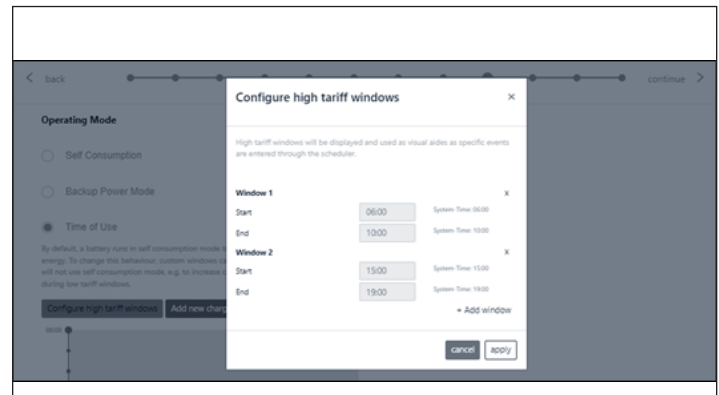 back
continue
Operating Mode
Self Consumption
Backup Power Mode
Time of Use
By default, a battery runs in self consumption mode t
energy. To change this behaviour, custom windows ca
will not use self consumption mode, e.g. to increase c
during low tariff windows.
Configure high tariff windows
Add new charg
00:00
Configure high tariff windows ×
High tariff windows will be displayed and used as visual aides as specific events
are entered through the scheduler.
Window 1 x
Start 06:00 System-Time: 06:00
End 10:00 System-Time: 10:00
Window 2 x
Start 15:00 System-Time: 15:00
End 19:00 System-Time: 19:00
+ Add window
cancel apply